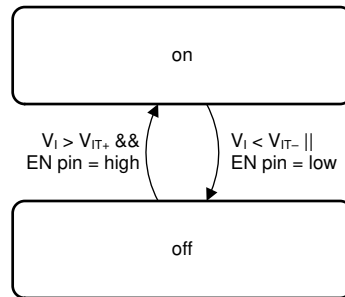 on
V_I > V_IT+ &&
EN pin = high
V_I < V_IT– ||
EN pin = low
off